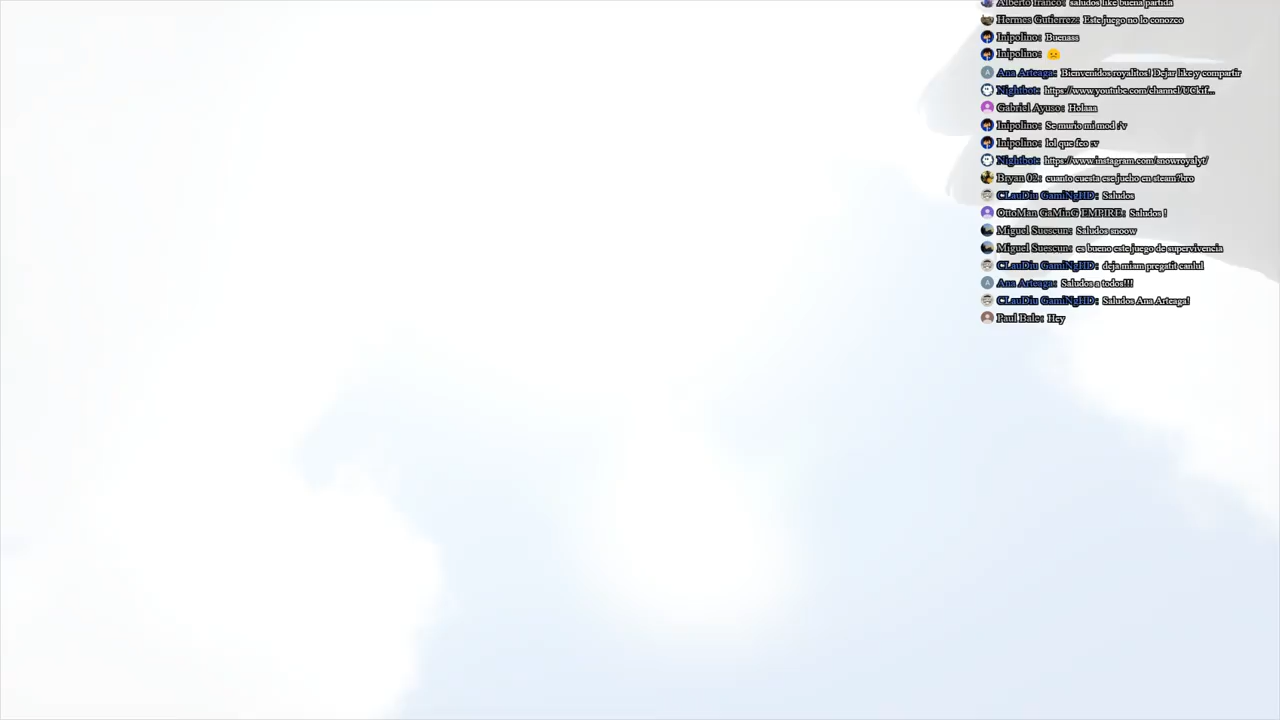 Alberto franco: saludos like buena partida
Hermes Gutierrez: Este juego no lo conozco
Inipolino: Buenass
Inipolino: 🙁
Ana Arteaga: Bienvenidos royalitos! Dejar like y compartir
Nightbot: https://www.youtube.com/channel/UCkif...
Gabriel Ayuso: Holaaa
Inipolino: Se murio mi mod :v
Inipolino: lol que feo :v
Nightbot: https://www.instagram.com/snowroyalyt/
Bryan 02: cuanto cuesta ese jueho en steam?bro
CLauDiu GamiNgHD: Saludos
OttoMan GaMinG EMPIRE: Saludos !
Miguel Suescun: Saludos snoow
Miguel Suescun: es bueno este juego de supervivencia
CLauDiu GamiNgHD: deja miam pregatit canlul
Ana Arteaga: Saludos a todos!!!
CLauDiu GamiNgHD: Saludos Ana Arteaga!
Paul Bale: Hey